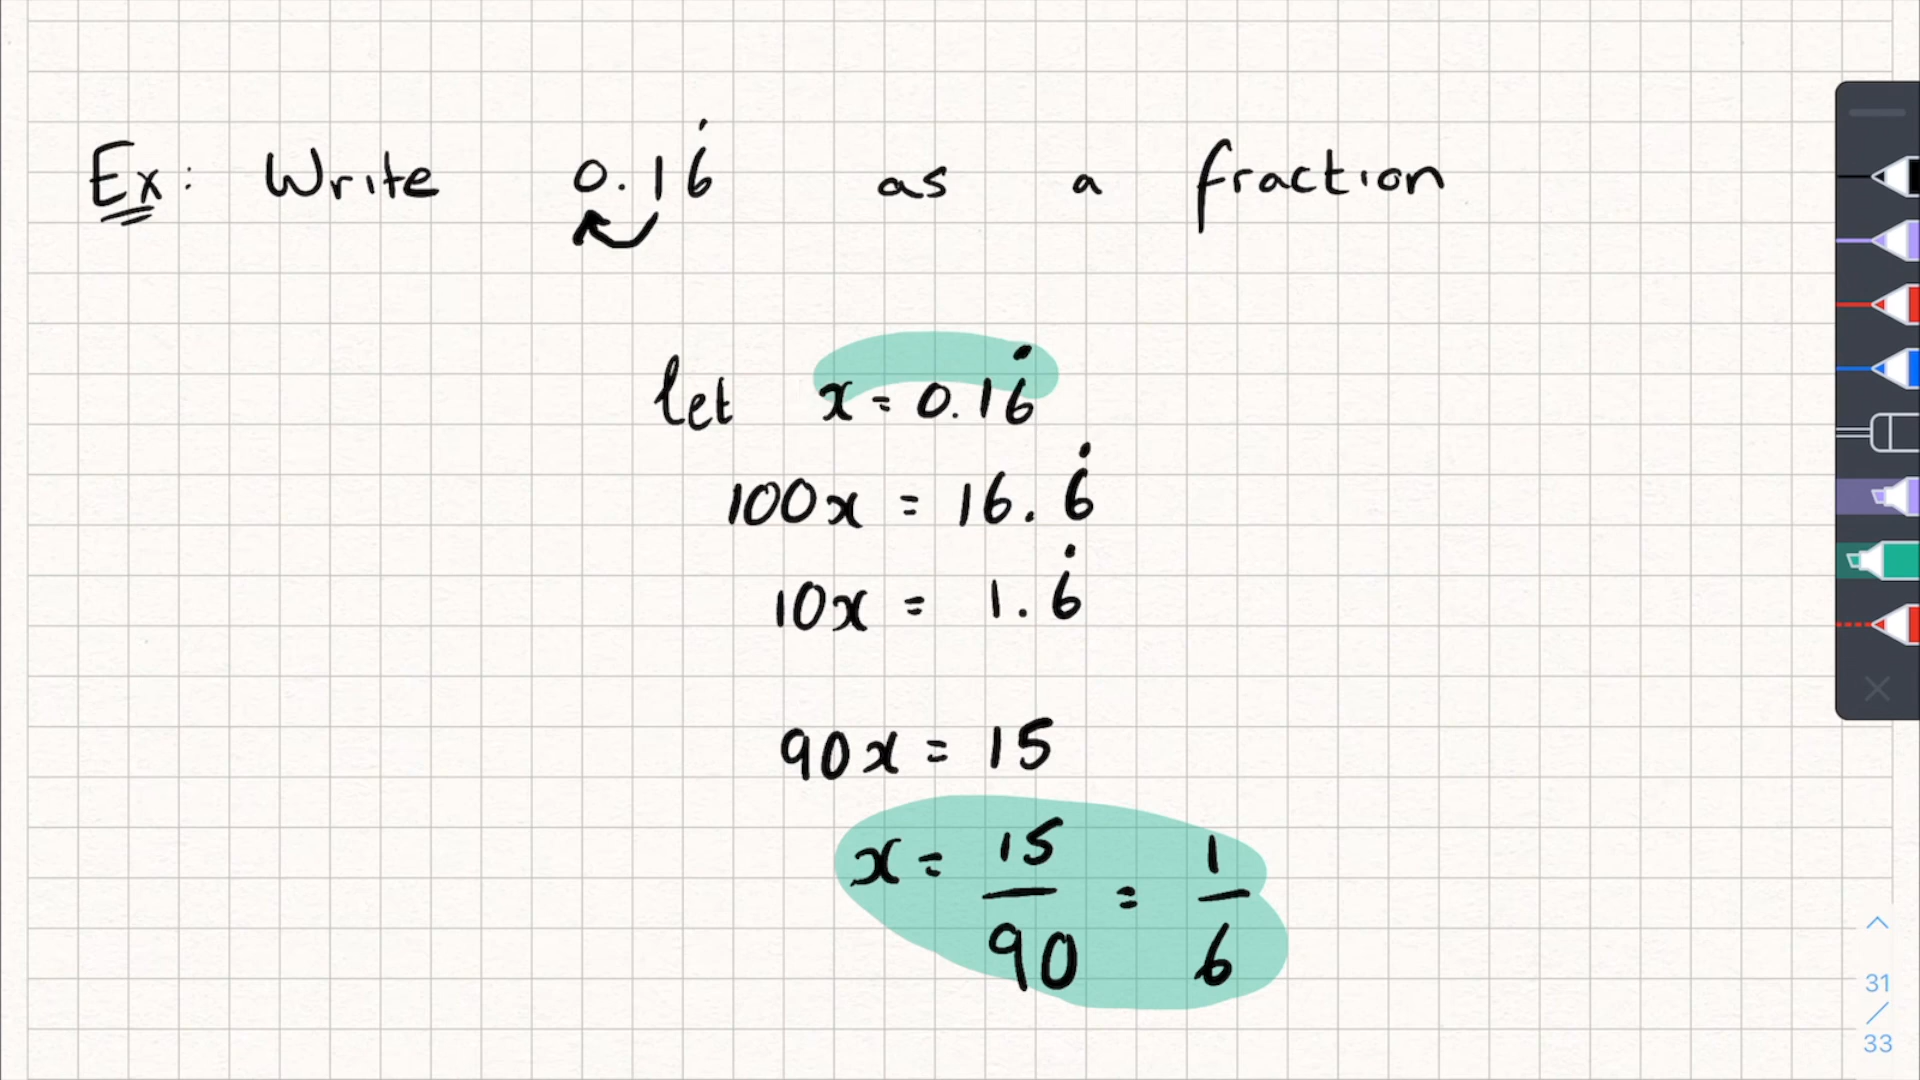 Ex: Write 0.16̇ as a fraction
let x = 0.16̇
100x = 16.6̇
10x = 1.6̇
90x = 15
x = 15/90 = 1/6
31
/
33